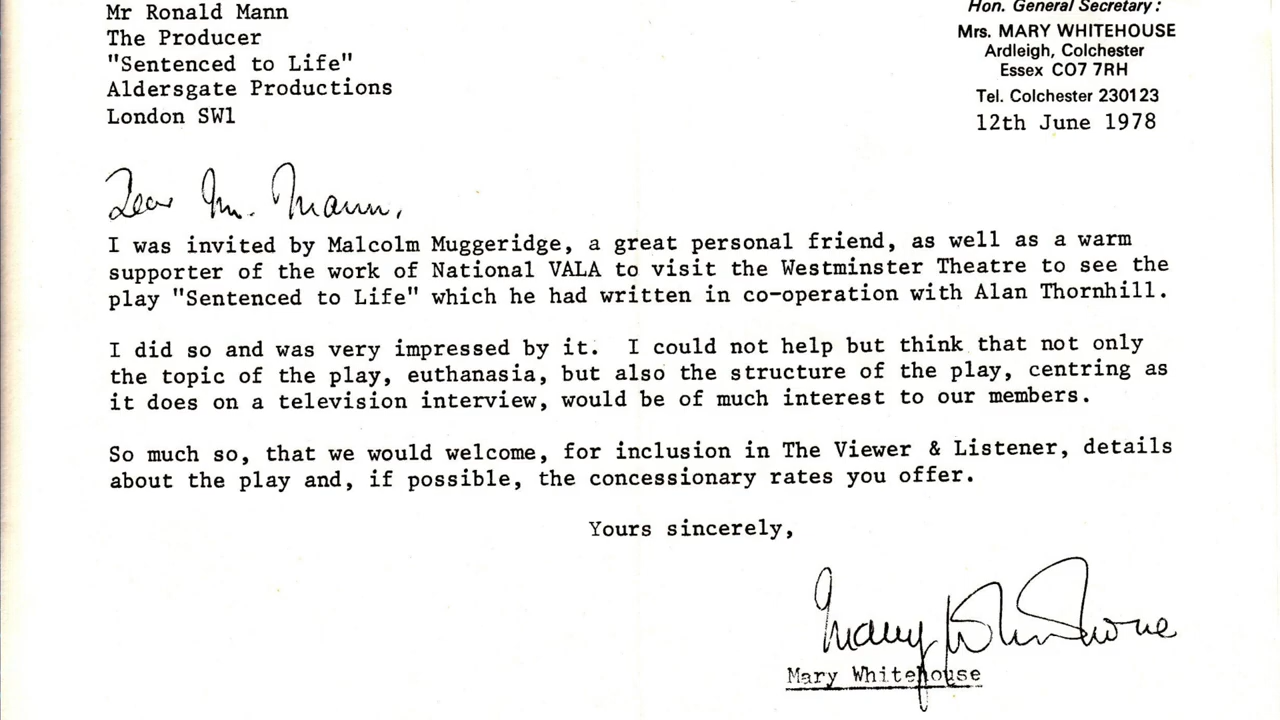 Mr Ronald Mann
The Producer
"Sentenced to Life"
Aldersgate Productions
London SW1
Hon. General Secretary:
Mrs. MARY WHITEHOUSE
Ardleigh, Colchester
Essex CO7 7RH
Tel. Colchester 230123
12th June 1978
Dear Mr. Mann,
I was invited by Malcolm Muggeridge, a great personal friend, as well as a warm
supporter of the work of National VALA to visit the Westminster Theatre to see the
play "Sentenced to Life" which he had written in co-operation with Alan Thornhill.
I did so and was very impressed by it. I could not help but think that not only
the topic of the play, euthanasia, but also the structure of the play, centring as
it does on a television interview, would be of much interest to our members.
So much so, that we would welcome, for inclusion in The Viewer & Listener, details
about the play and, if possible, the concessionary rates you offer.
Yours sincerely,
Mary Whitehouse
Mary Whitehouse